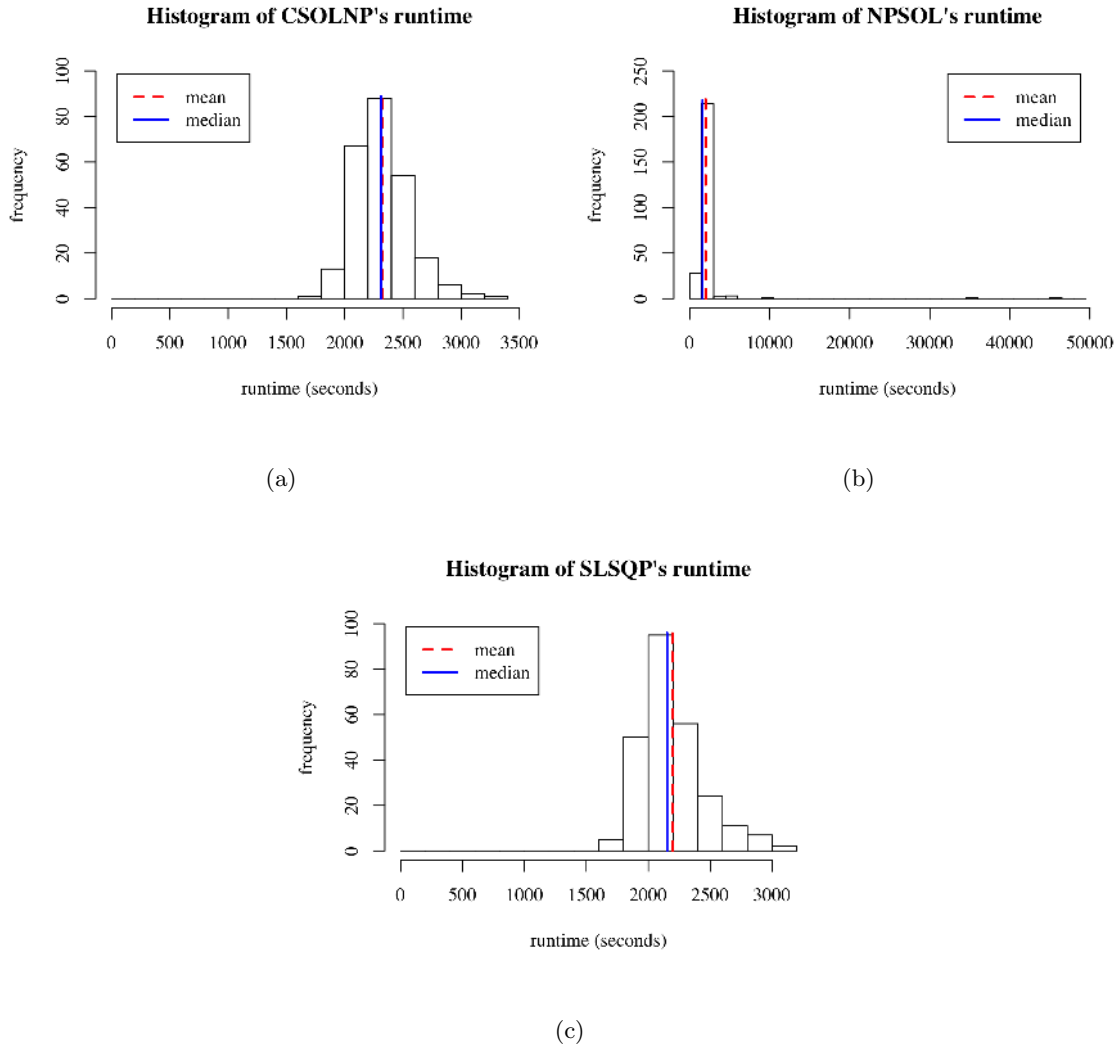 Histogram of CSOLNP's runtime
mean
median
frequency
0 20 40 60 80 100
0 500 1000 1500 2000 2500 3000 3500
runtime (seconds)
(a)
Histogram of NPSOL's runtime
mean
median
frequency
0 50 100 150 200 250
0 10000 20000 30000 40000 50000
runtime (seconds)
(b)
Histogram of SLSQP's runtime
mean
median
frequency
0 20 40 60 80 100
0 500 1000 1500 2000 2500 3000
runtime (seconds)
(c)